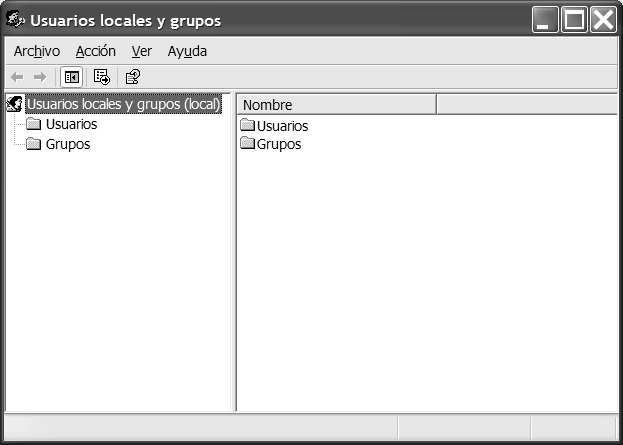 Usuarios locales y grupos
Archivo Acción Ver Ayuda
Usuarios locales y grupos (local)
Usuarios
Grupos
Nombre
Usuarios
Grupos